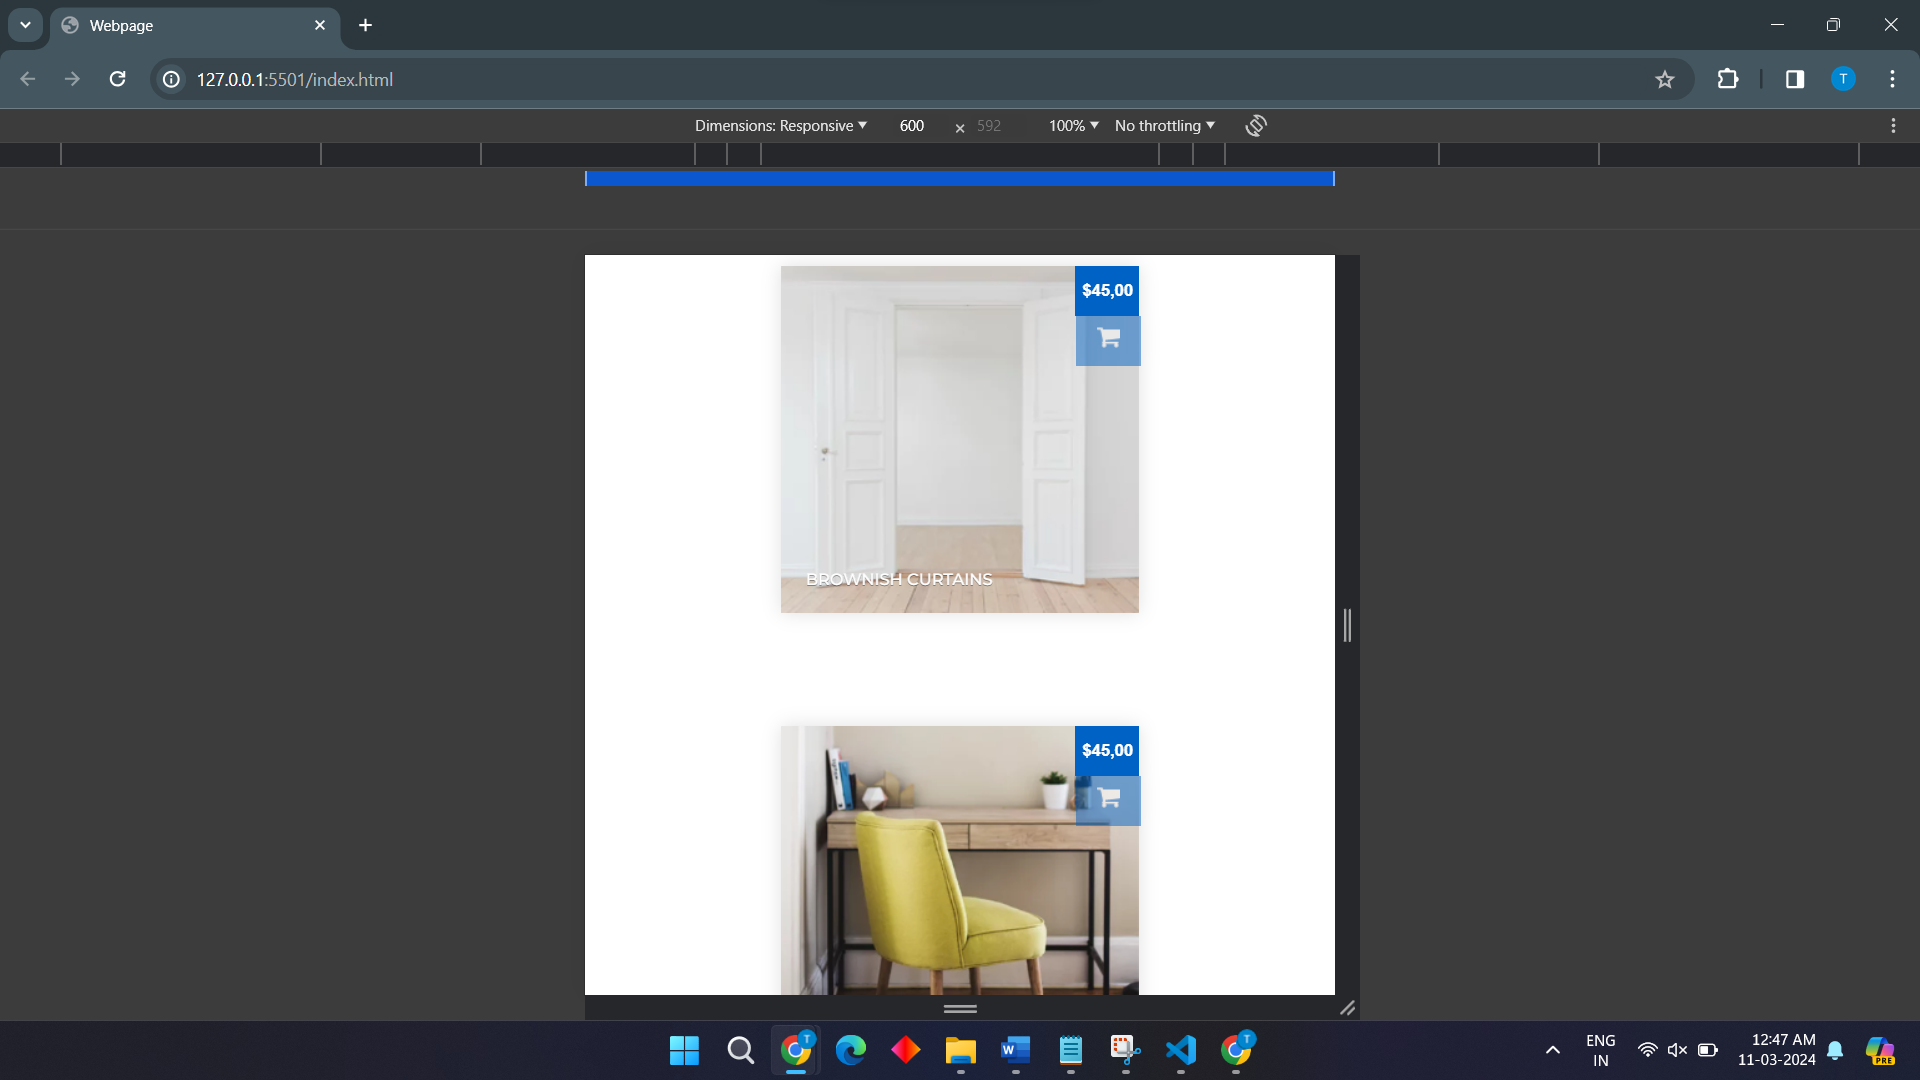 Webpage
127.0.0.1:5501/index.html
T
Dimensions: Responsive 600 × 592 100% No throttling
$45,00
BROWNISH CURTAINS
$45,00
T
W
T
ENG
IN
12:47 AM
11-03-2024
PRE